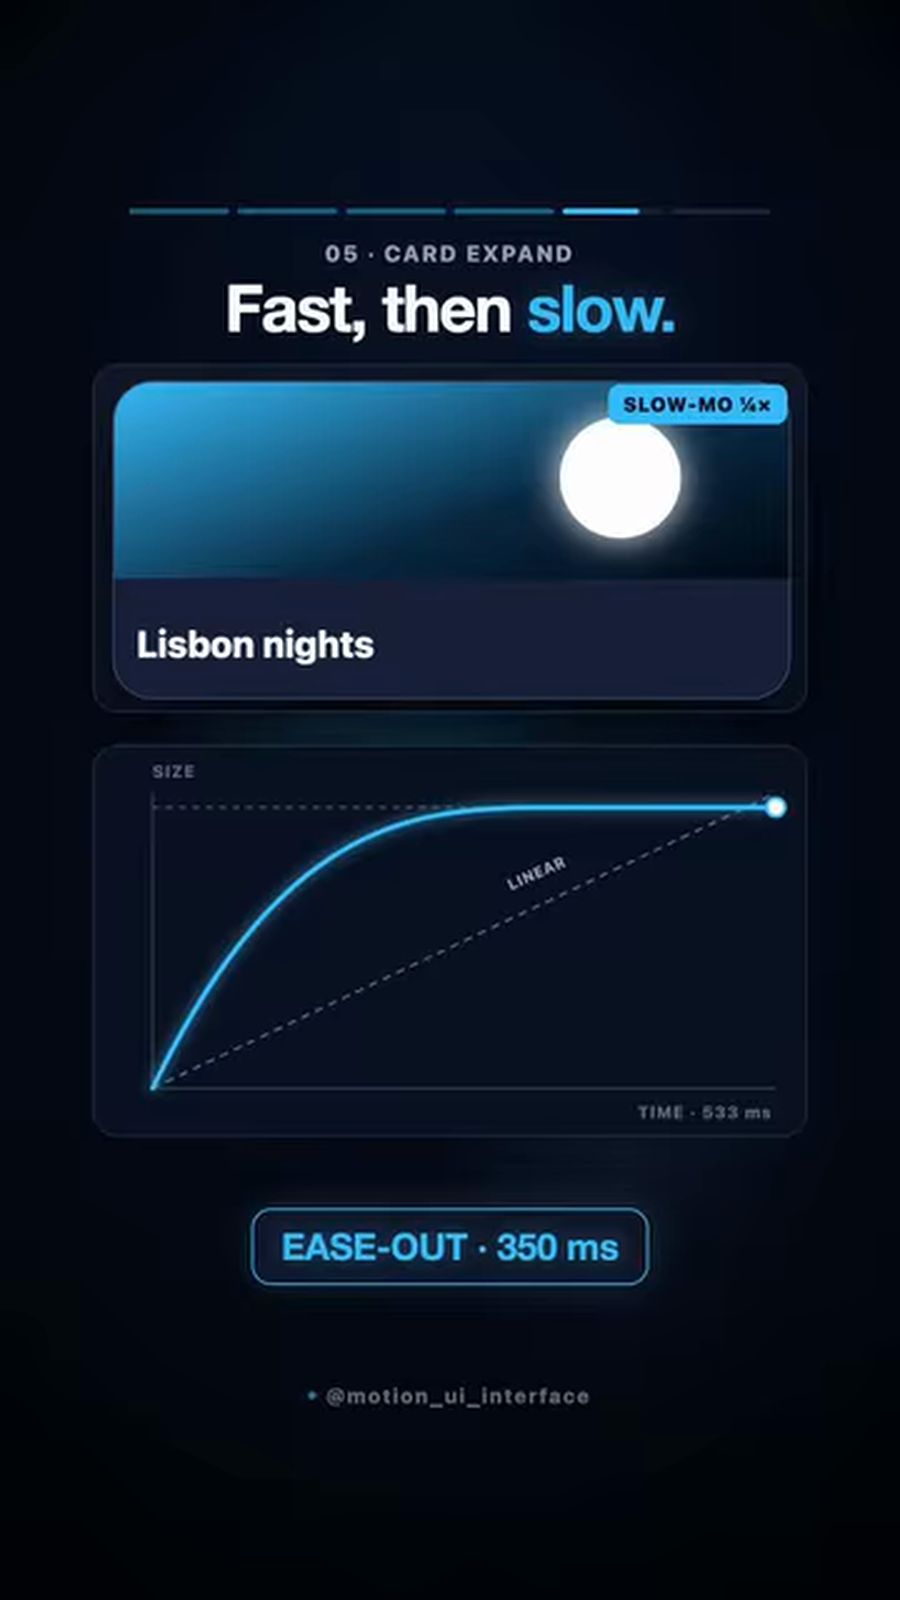 05 · CARD EXPAND
Fast, then slow.
SLOW-MO ¼×
Lisbon nights
SIZE
LINEAR
TIME · 533 ms
EASE-OUT · 350 ms
@motion_ui_interface